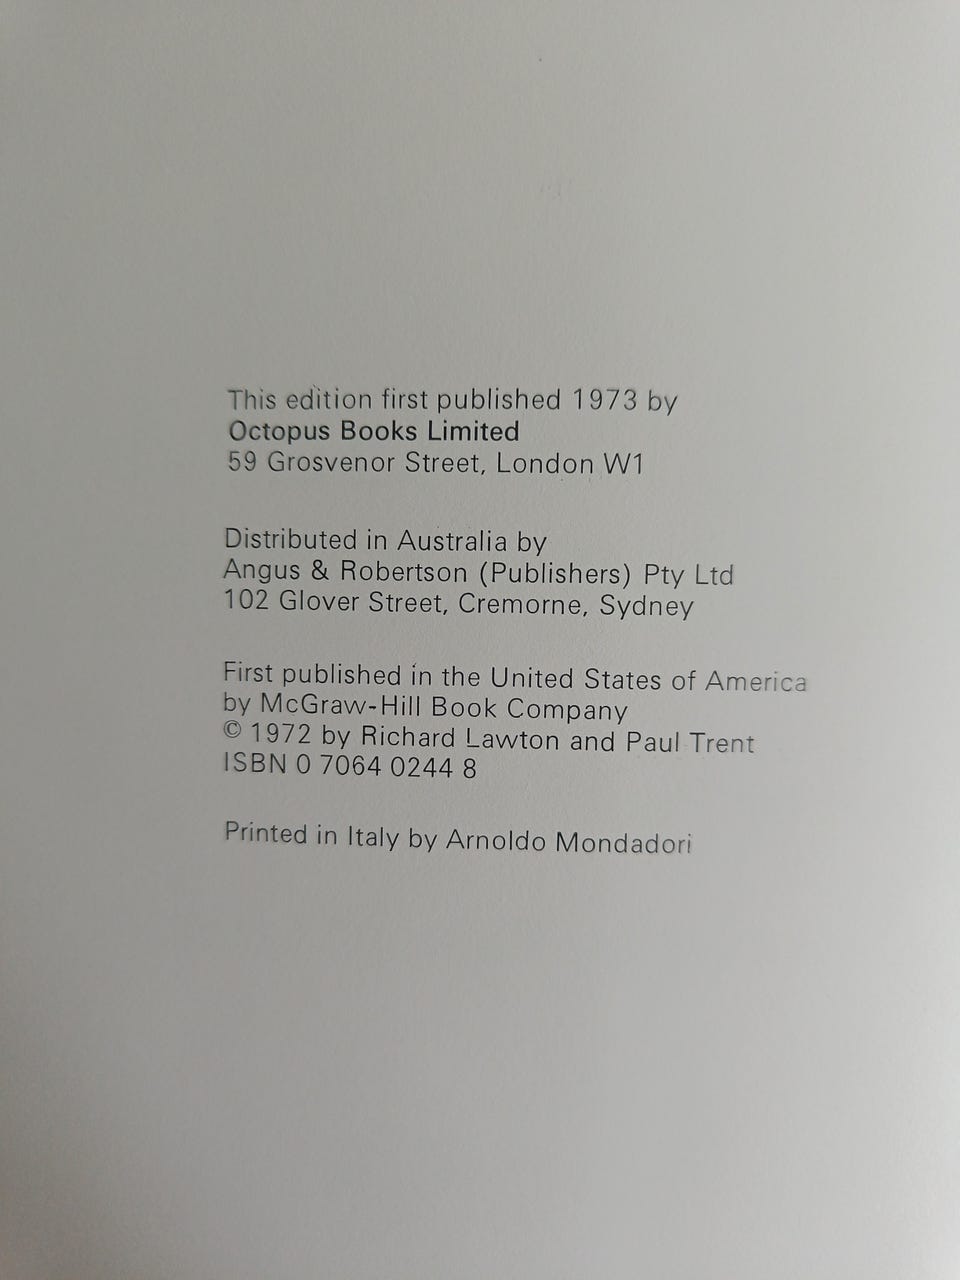 This edition first published 1973 by
Octopus Books Limited
59 Grosvenor Street, London W1
Distributed in Australia by
Angus & Robertson (Publishers) Pty Ltd
102 Glover Street, Cremorne, Sydney
First published in the United States of America
by McGraw-Hill Book Company
© 1972 by Richard Lawton and Paul Trent
ISBN 0 7064 0244 8
Printed in Italy by Arnoldo Mondadori